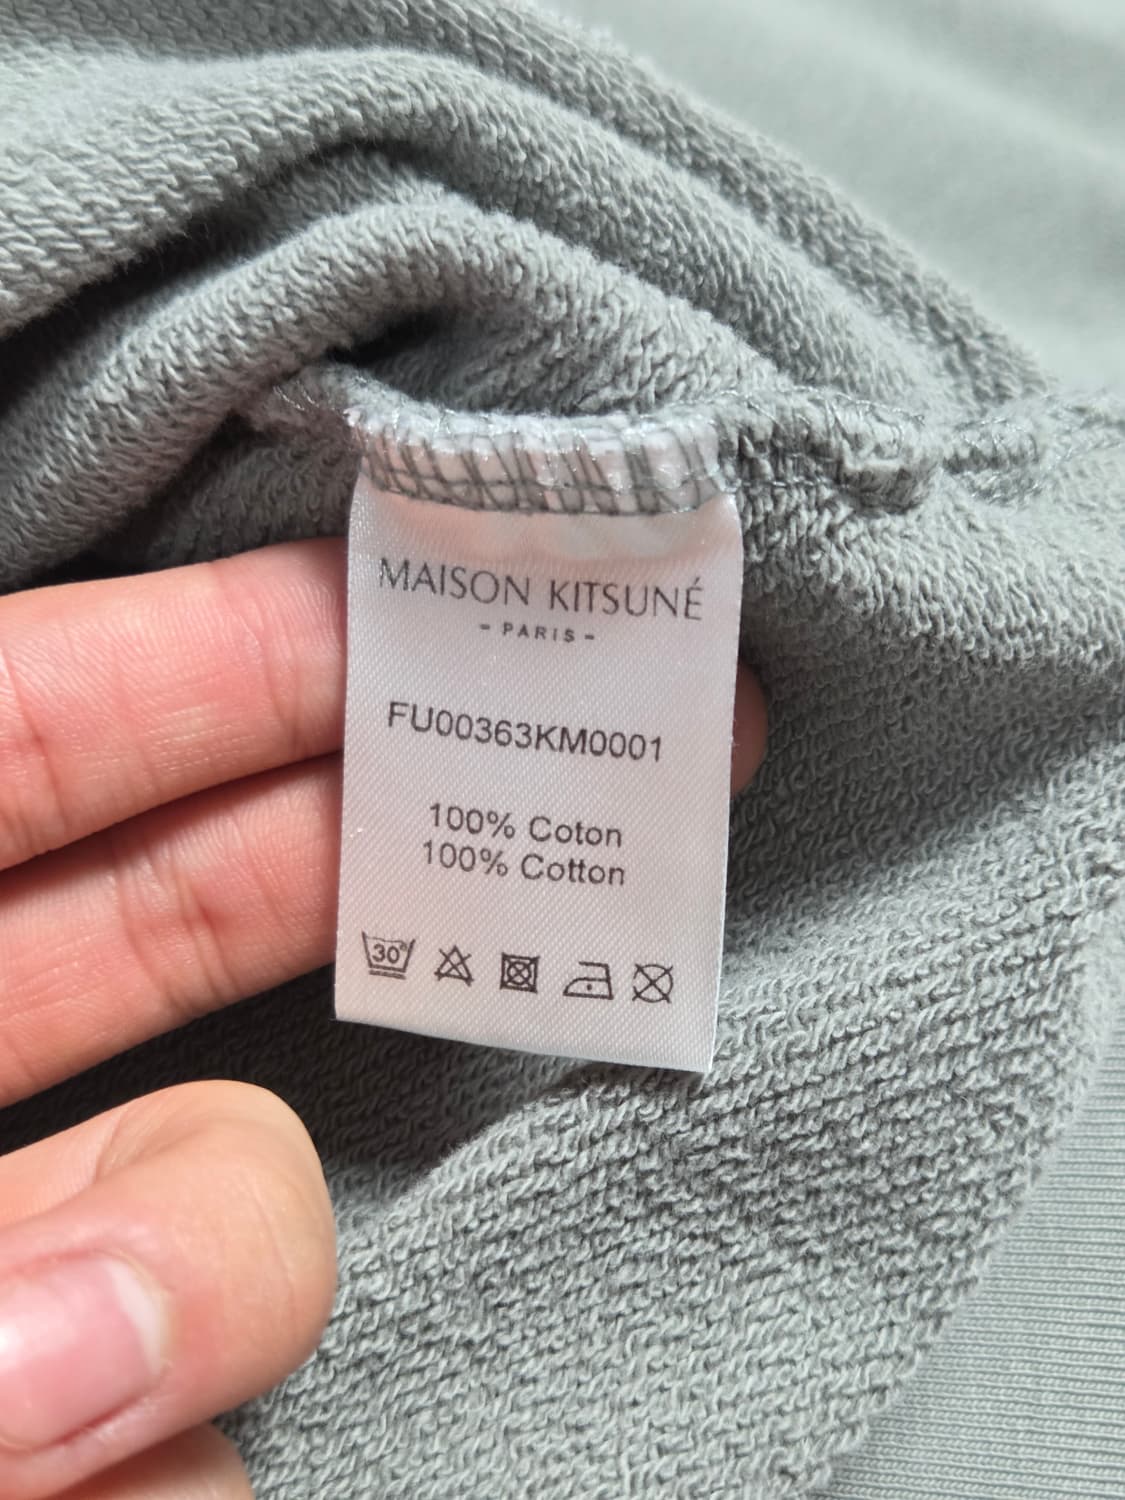 MAISON KITSUNÉ
- PARIS -
FU00363KM0001
100% Coton
100% Cotton
30°